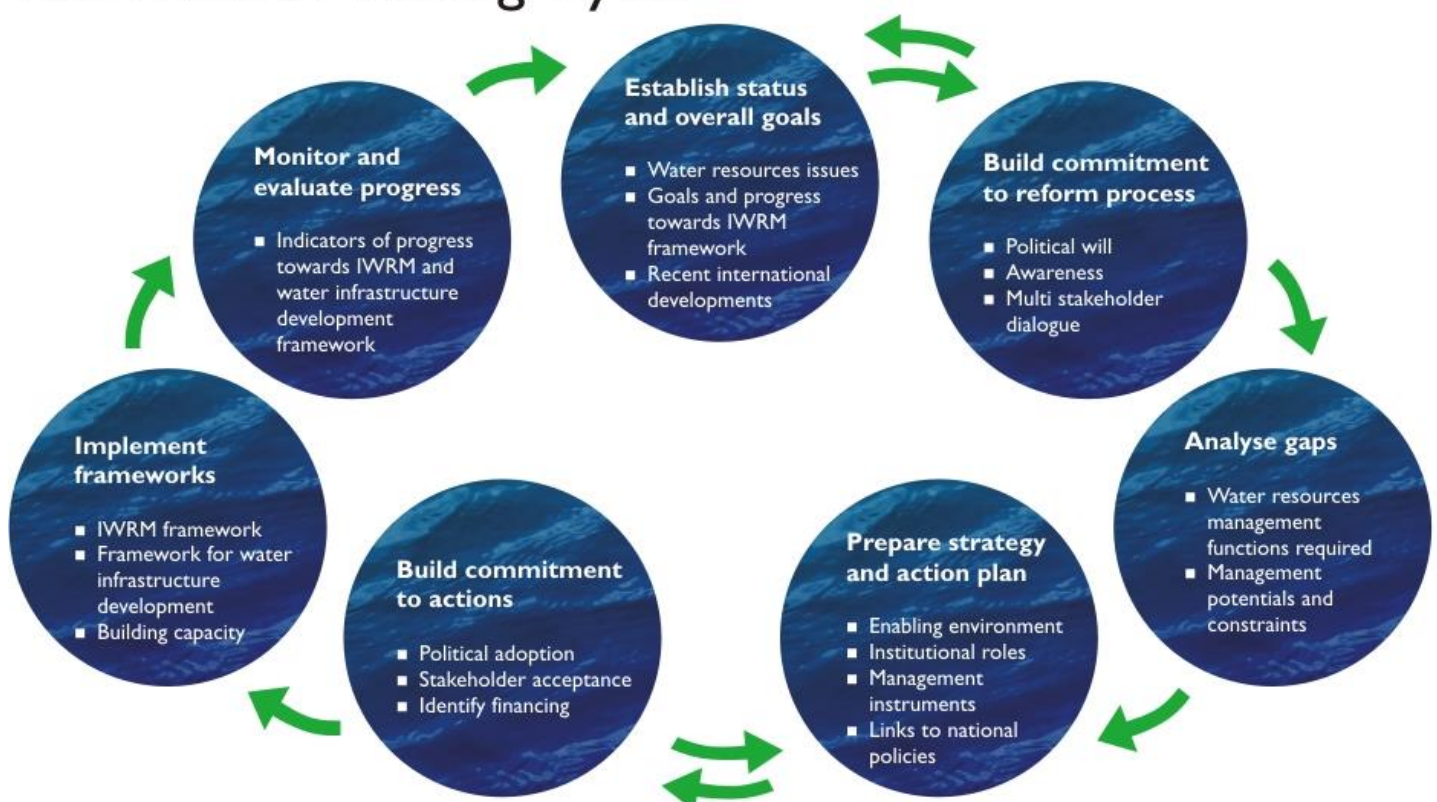 Establish status
and overall goals
■ Water resources issues
■ Goals and progress
towards IWRM
framework
■ Recent international
developments
Build commitment
to reform process
■ Political will
■ Awareness
■ Multi stakeholder
dialogue
Analyse gaps
■ Water resources
management
functions required
■ Management
potentials and
constraints
Prepare strategy
and action plan
■ Enabling environment
■ Institutional roles
■ Management
instruments
■ Links to national
policies
Build commitment
to actions
■ Political adoption
■ Stakeholder acceptance
■ Identify financing
Implement
frameworks
■ IWRM framework
■ Framework for water
infrastructure
development
■ Building capacity
Monitor and
evaluate progress
■ Indicators of progress
towards IWRM and
water infrastructure
development
framework